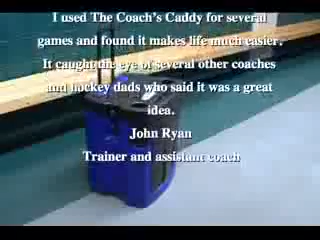 I used The Coach's Caddy for several
games and found it makes life much easier.
It caught the eye of several other coaches
and hockey dads who said it was a great
idea.
John Ryan
Trainer and assistant coach